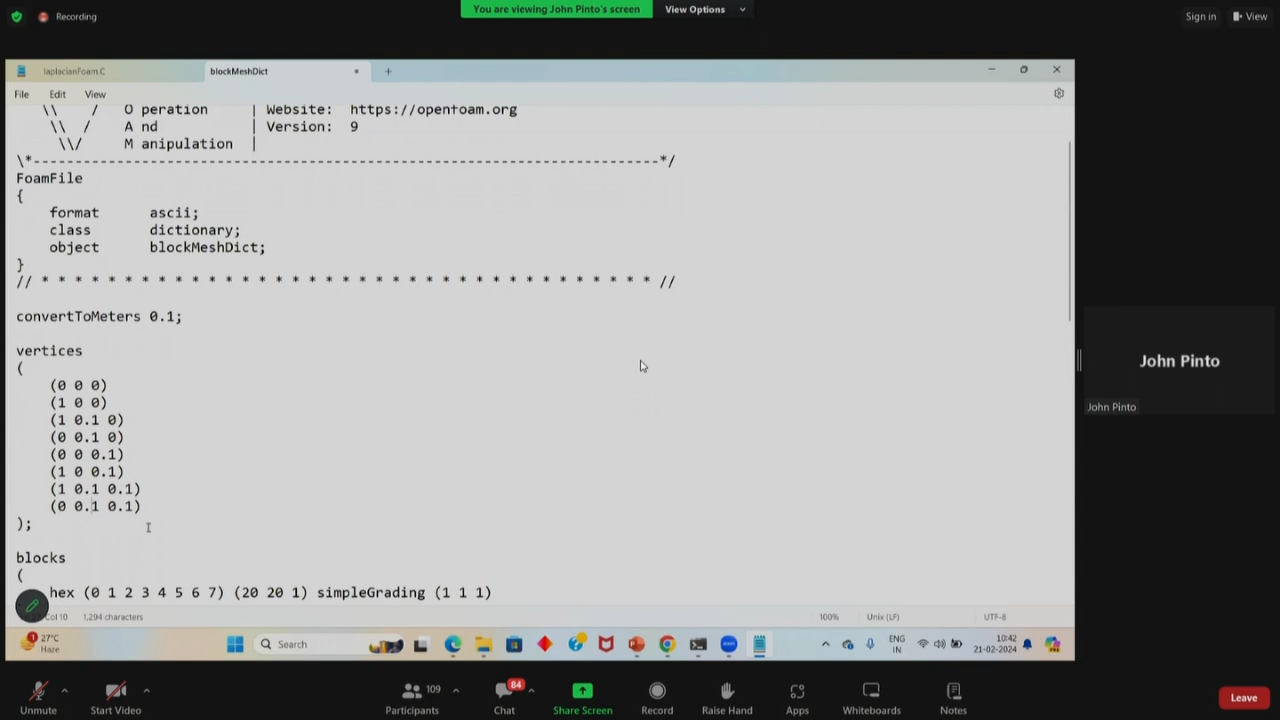 Recording
You are viewing John Pinto's screen
View Options
Sign in
View
laplacianFoam C
blockMeshDict
File Edit View
\\ / O peration | Website: https://openfoam.org
\\ / A nd | Version: 9
\\/ M anipulation |
\*---------------------------------------------------------------------------*/
FoamFile
{
format ascii;
class dictionary;
object blockMeshDict;
}
// * * * * * * * * * * * * * * * * * * * * * * * * * * * * * * * * * * * * * //
convertToMeters 0.1;
vertices
(
(0 0 0)
(1 0 0)
(1 0.1 0)
(0 0.1 0)
(0 0 0.1)
(1 0 0.1)
(1 0.1 0.1)
(0 0.1 0.1)
);
blocks
(
hex (0 1 2 3 4 5 6 7) (20 20 1) simpleGrading (1 1 1)
Col 10 1,294 characters 100% Unix (LF) UTF-8
John Pinto
John Pinto
1
27°C
Haze
Search
ENG
IN
10:42
21-02-2024
Unmute
Start Video
109
Participants
84
Chat
Share Screen
Record
Raise Hand
Apps
Whiteboards
Notes
Leave